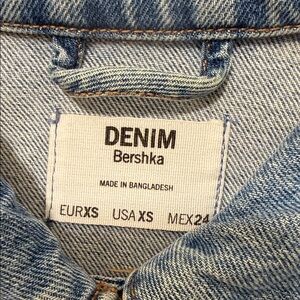 DENIM
Bershka
MADE IN BANGLADESH
EURXS USAXS MEX24